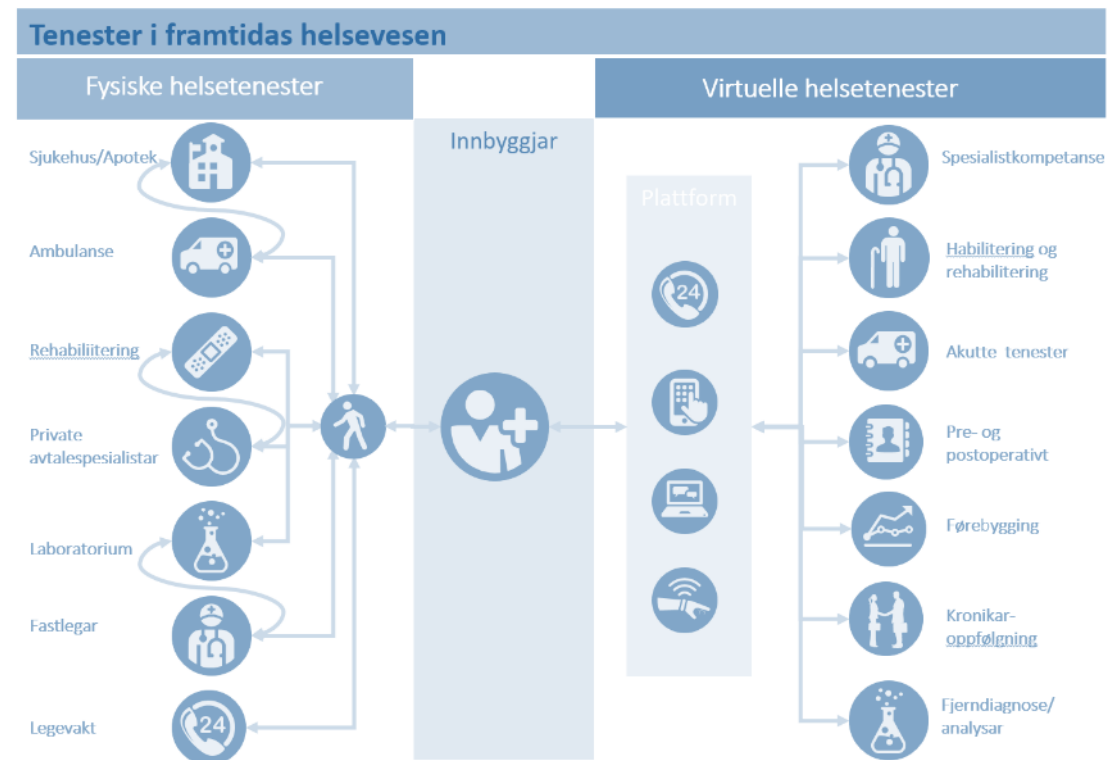 Tenester i framtidas helsevesen
Fysiske helsetenester
Virtuelle helsetenester
Innbyggjar
Plattform
Sjukehus/Apotek
Ambulanse
Rehabiliitering
Private
avtalespesialistar
Laboratorium
Fastlegar
Legevakt
24
24
Spesialistkompetanse
Habilitering og
rehabilitering
Akutte tenester
Pre- og
postoperativt
Førebygging
Kronikar-
oppfølgning
Fjerndiagnose/
analysar